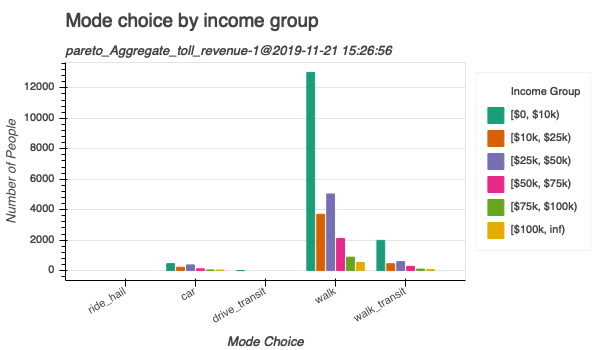 Mode choice by income group
pareto_Aggregate_toll_revenue-1@2019-11-21 15:26:56
Number of People
12000
10000
8000
6000
4000
2000
0
ride_hail
car
drive_transit
walk
walk_transit
Mode Choice
Income Group
[$0, $10k)
[$10k, $25k)
[$25k, $50k)
[$50k, $75k)
[$75k, $100k)
[$100k, inf)